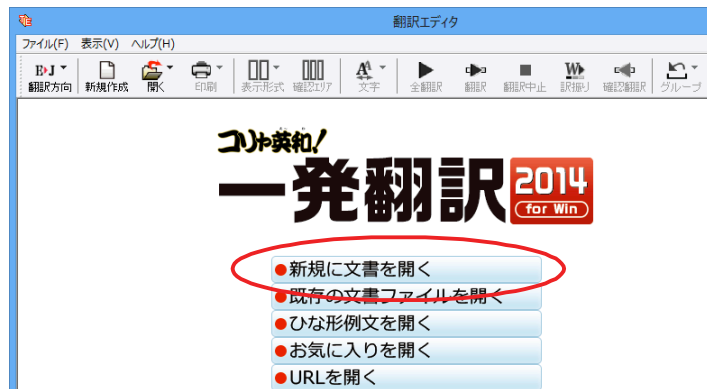 翻訳エディタ
ファイル(F) 表示(V) ヘルプ(H)
E▸J
翻訳方向 新規作成 開く 印刷 表示形式 確認エリア 文字 全翻訳 翻訳 翻訳中止 訳振り 確認翻訳 グループ
コリャ英和!
一発翻訳 2014
for Win
新規に文書を開く
既存の文書ファイルを開く
ひな形例文を開く
お気に入りを開く
URLを開く